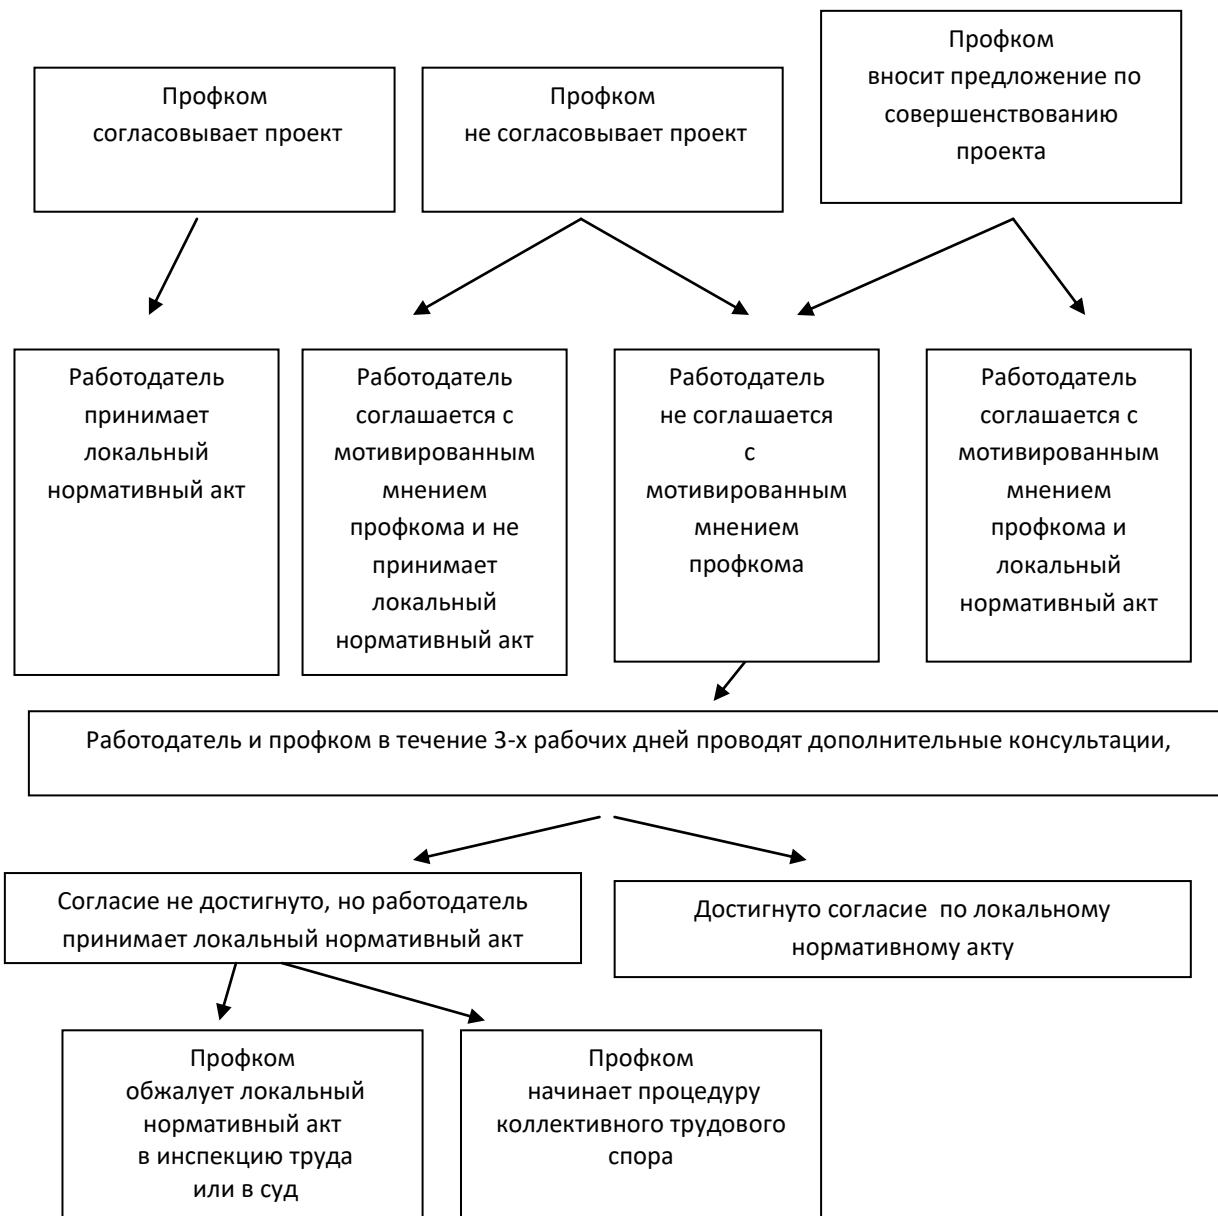 Профком
согласовывает проект
Профком
не согласовывает проект
Профком
вносит предложение по
совершенствованию
проекта
Работодатель
принимает
локальный
нормативный акт
Работодатель
соглашается с
мотивированным
мнением
профкома и не
принимает
локальный
нормативный акт
Работодатель
не соглашается
с
мотивированным
мнением
профкома
Работодатель
соглашается с
мотивированным
мнением
профкома и
локальный
нормативный акт
Работодатель и профком в течение 3-х рабочих дней проводят дополнительные консультации,
Согласие не достигнуто, но работодатель
принимает локальный нормативный акт
Достигнуто согласие по локальному
нормативному акту
Профком
обжалует локальный
нормативный акт
в инспекцию труда
или в суд
Профком
начинает процедуру
коллективного трудового
спора